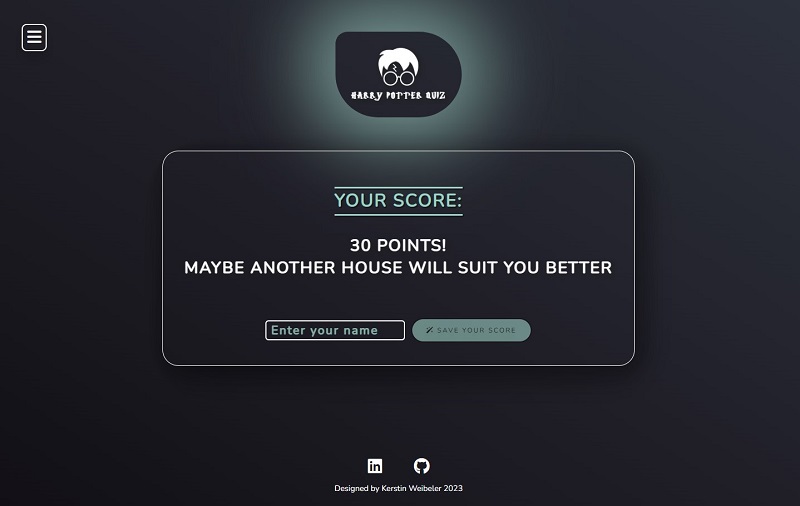 HARRY POTTER QUIZ
YOUR SCORE:
30 POINTS!
MAYBE ANOTHER HOUSE WILL SUIT YOU BETTER
Enter your name
SAVE YOUR SCORE
in
Designed by Kerstin Weibeler 2023